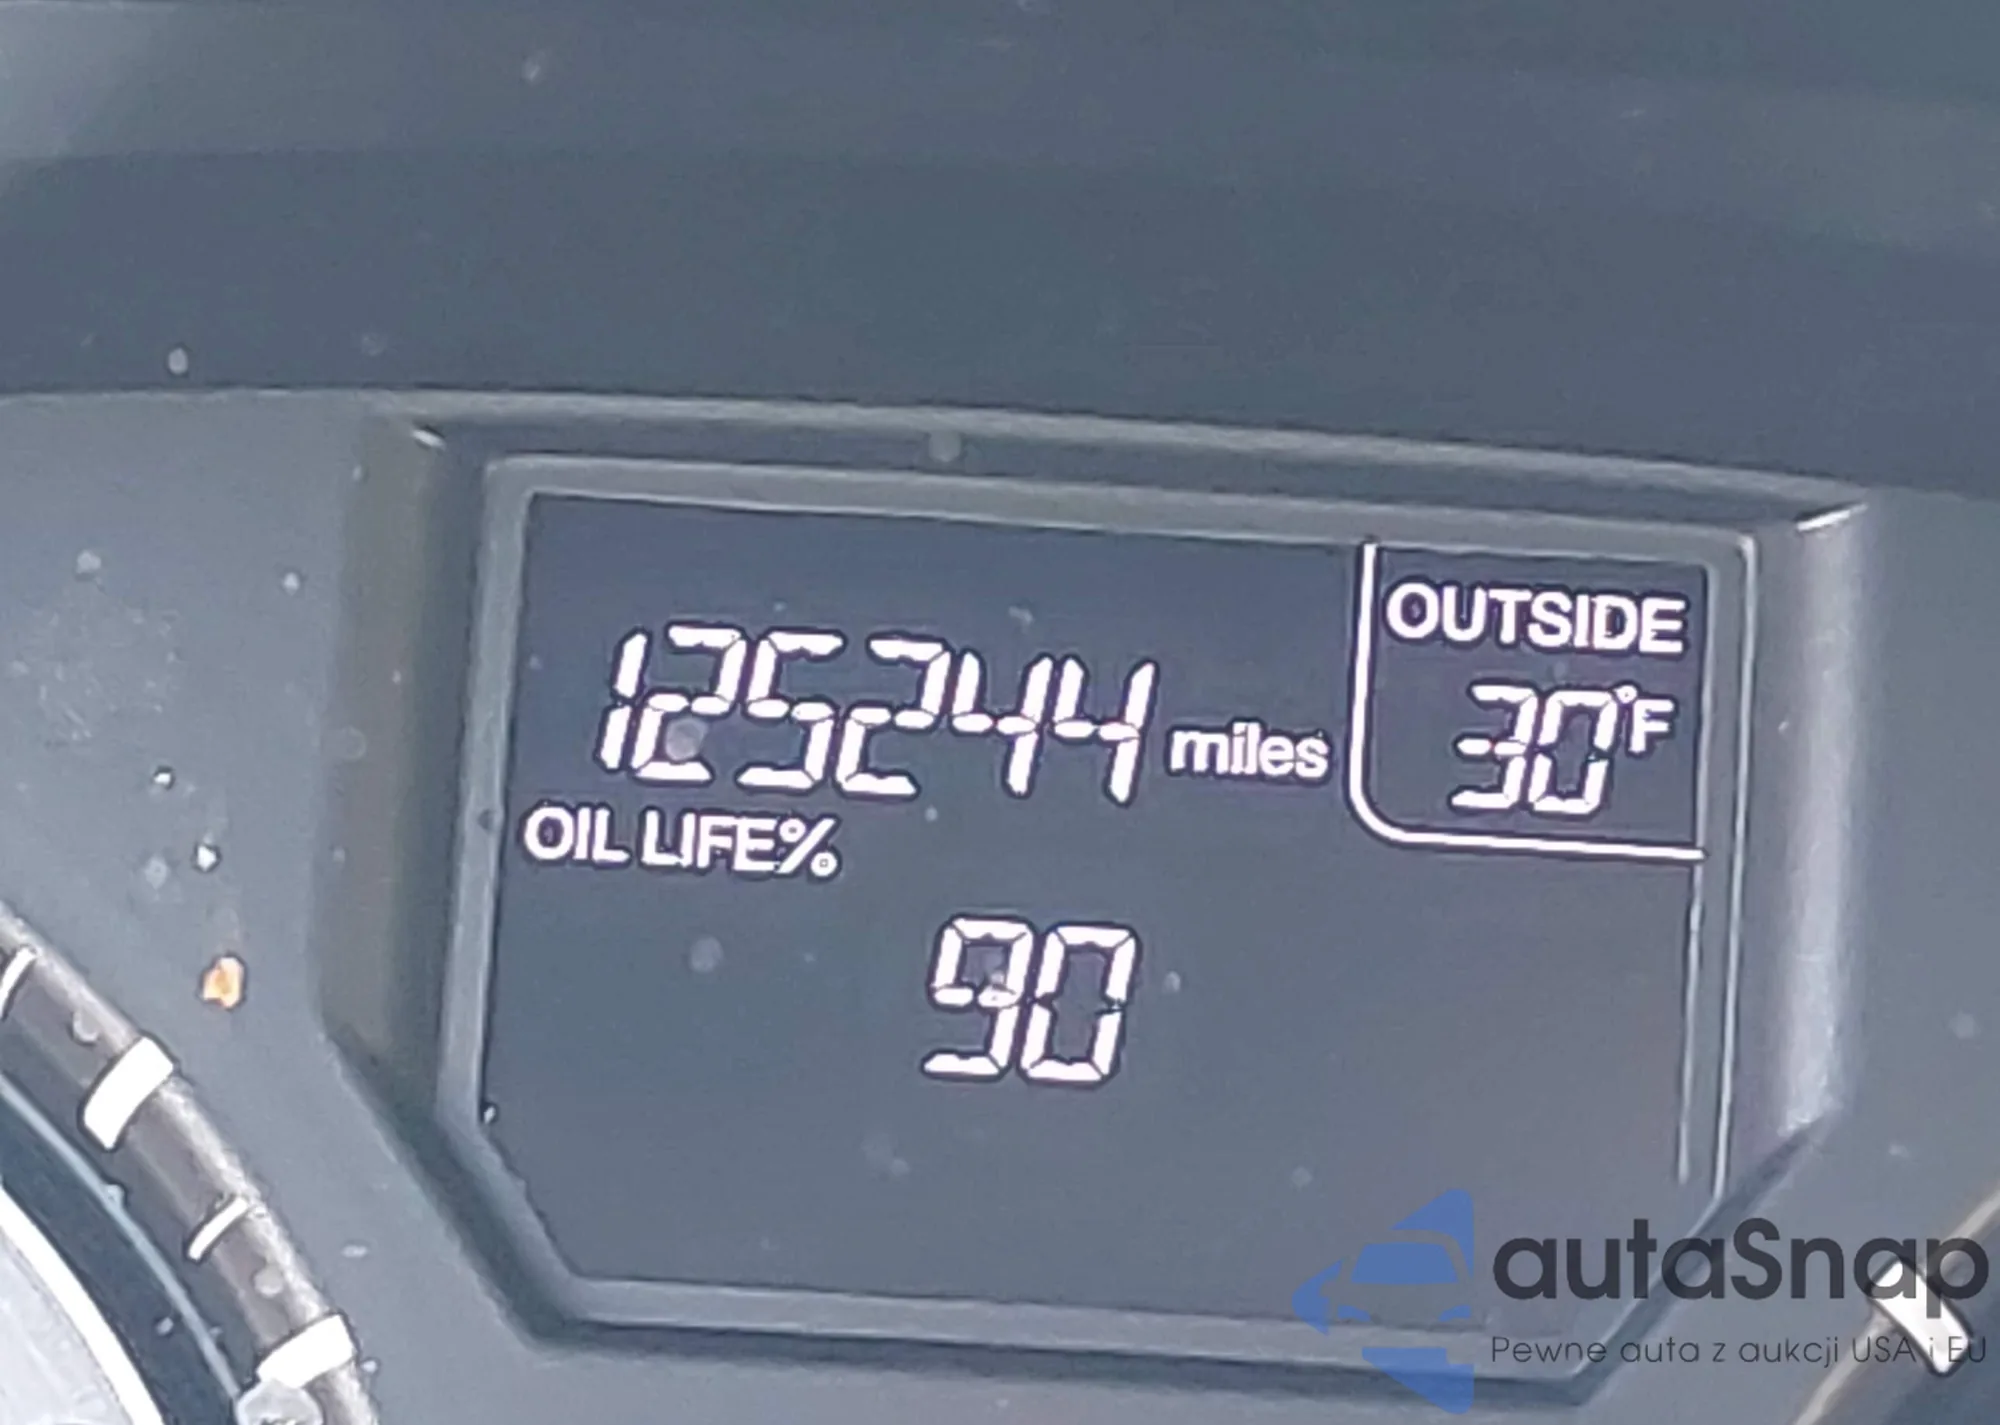 OUTSIDE
125244 miles
30°F
OIL LIFE%
90
autaSnap
Pewne auta z aukcji USA i EU